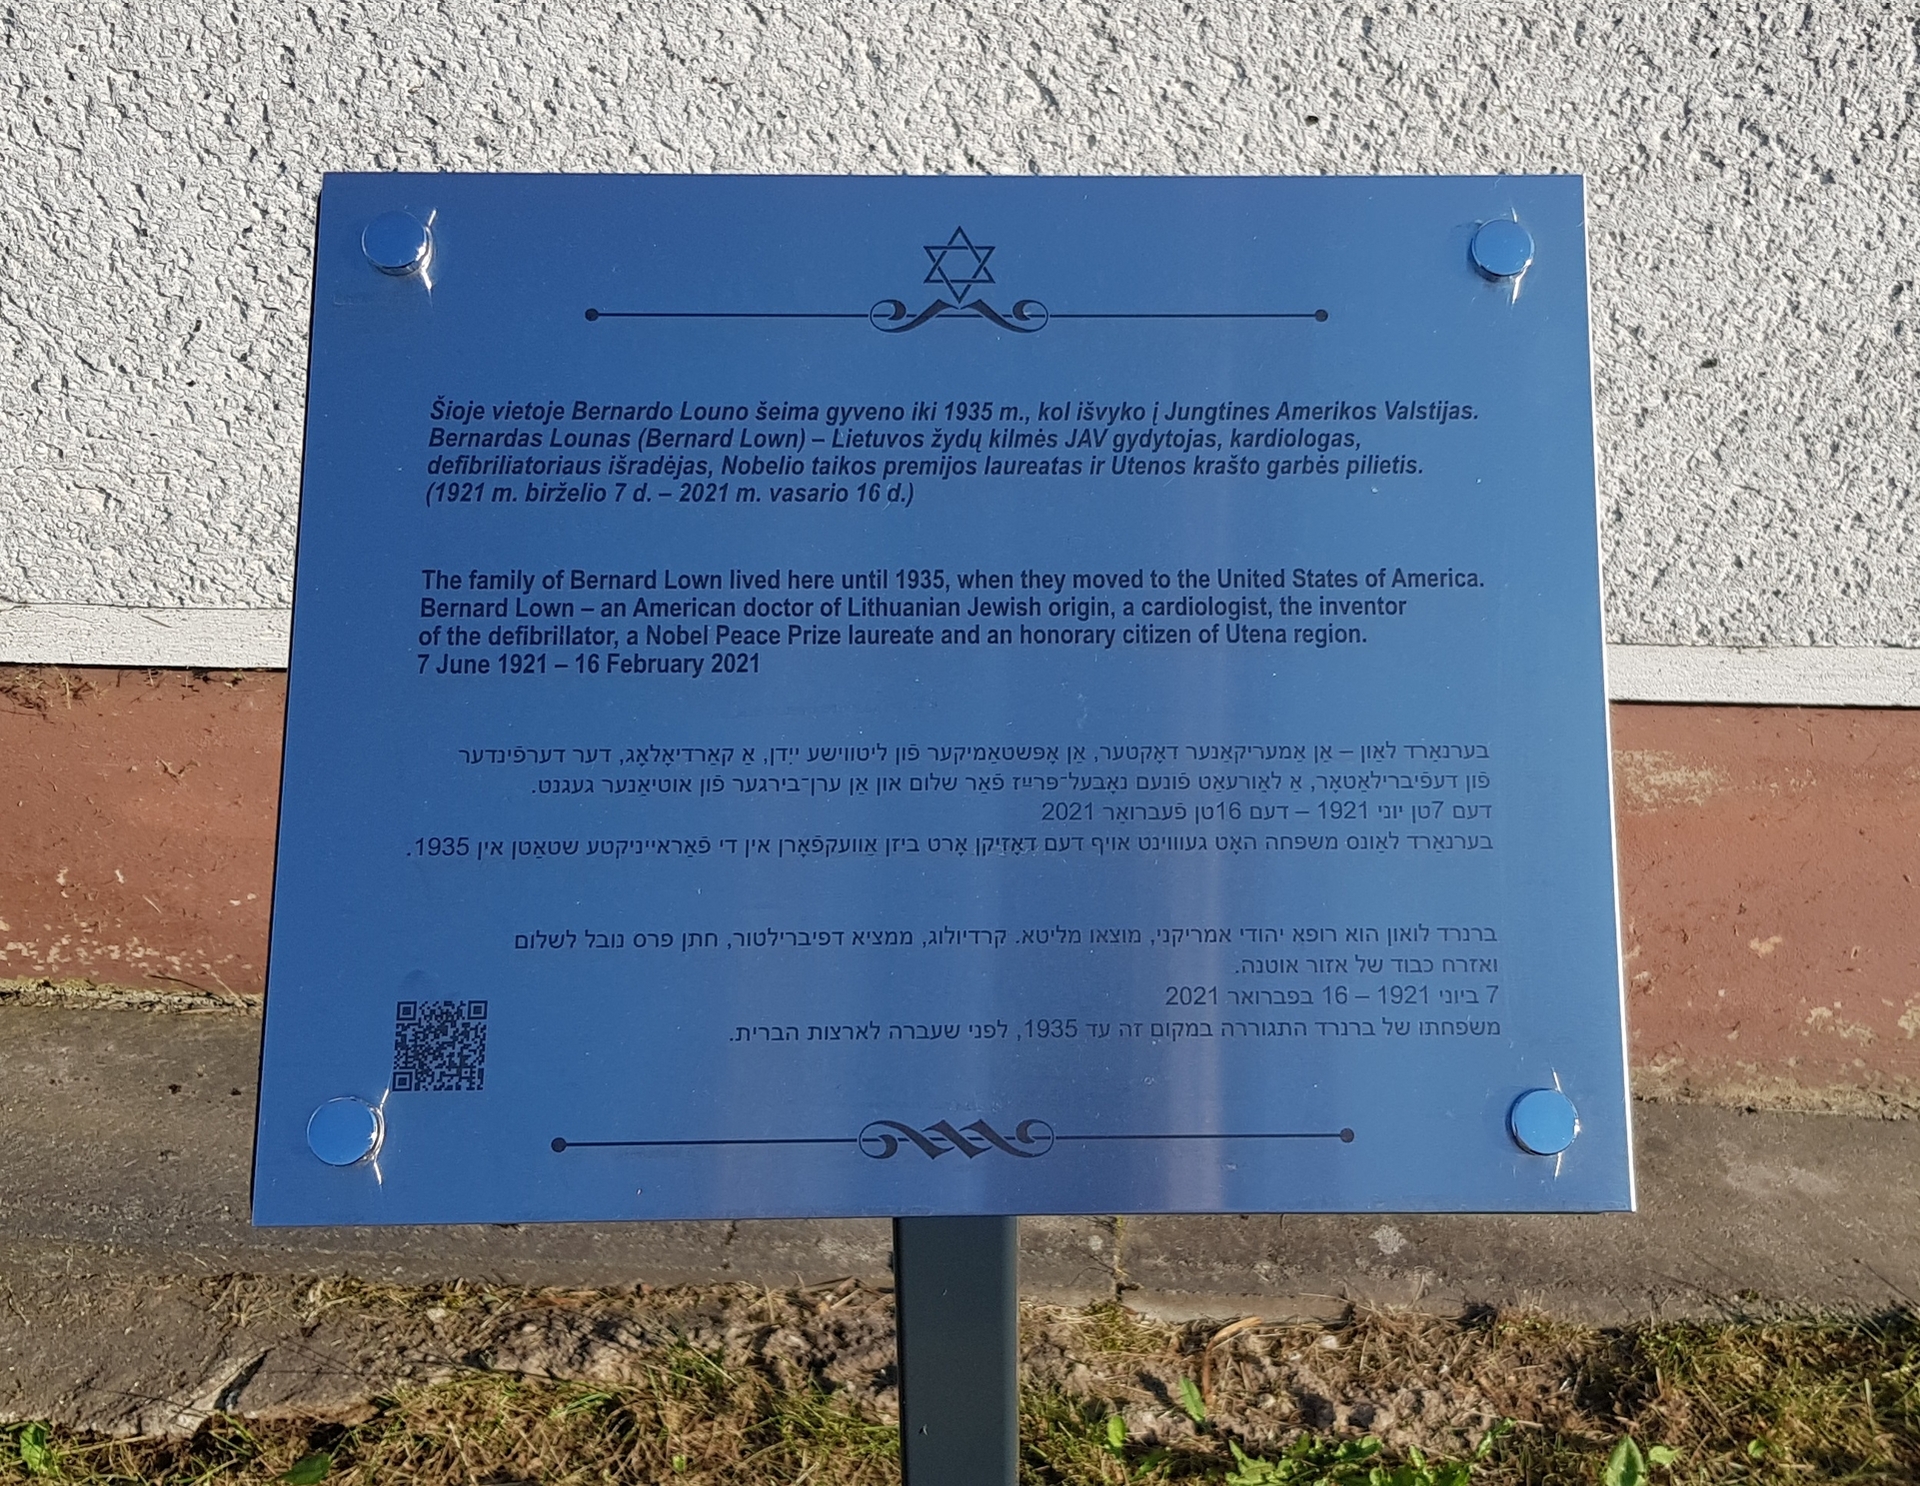 Šioje vietoje Bernardo Louno šeima gyveno iki 1935 m., kol išvyko į Jungtines Amerikos Valstijas.
Bernardas Lounas (Bernard Lown) – Lietuvos žydų kilmės JAV gydytojas, kardiologas,
defibriliatoriaus išradėjas, Nobelio taikos premijos laureatas ir Utenos krašto garbės pilietis.
(1921 m. birželio 7 d. – 2021 m. vasario 16 d.)
The family of Bernard Lown lived here until 1935, when they moved to the United States of America.
Bernard Lown – an American doctor of Lithuanian Jewish origin, a cardiologist, the inventor
of the defibrillator, a Nobel Peace Prize laureate and an honorary citizen of Utena region.
7 June 1921 – 16 February 2021
בערנאַרד לאַון – אַן אַמעריקאַנער דאָקטער, אַן אָפּשטאַמיקער פֿון ליטווישע ייִדן, אַ קאַרדיאָלאָג, דער דערפֿינדער
פֿון דעפֿיברילאַטאָר, אַ לאַורעאַט פֿונעם נאָבעל־פּרײַז פֿאַר שלום און אַן ערן־בירגער פֿון אוטיאַנער געגנט.
דעם 7טן יוני 1921 – דעם 16טן פֿעברואַר 2021
בערנאַרד לאַונס משפּחה האָט געוווינט אויף דעם דאָזיקן אָרט ביזן אַוועקפֿאָרן אין די פֿאַראייניקטע שטאַטן אין 1935.
ברנרד לואון הוא רופא יהודי אמריקני, מוצאו מליטא. קרדיולוג, ממציא דפיברילטור, חתן פרס נובל לשלום
ואזרח כבוד של אזור אוטנה.
7 ביוני 1921 – 16 בפברואר 2021
משפחתו של ברנרד התגוררה במקום זה עד 1935, לפני שעברה לארצות הברית.